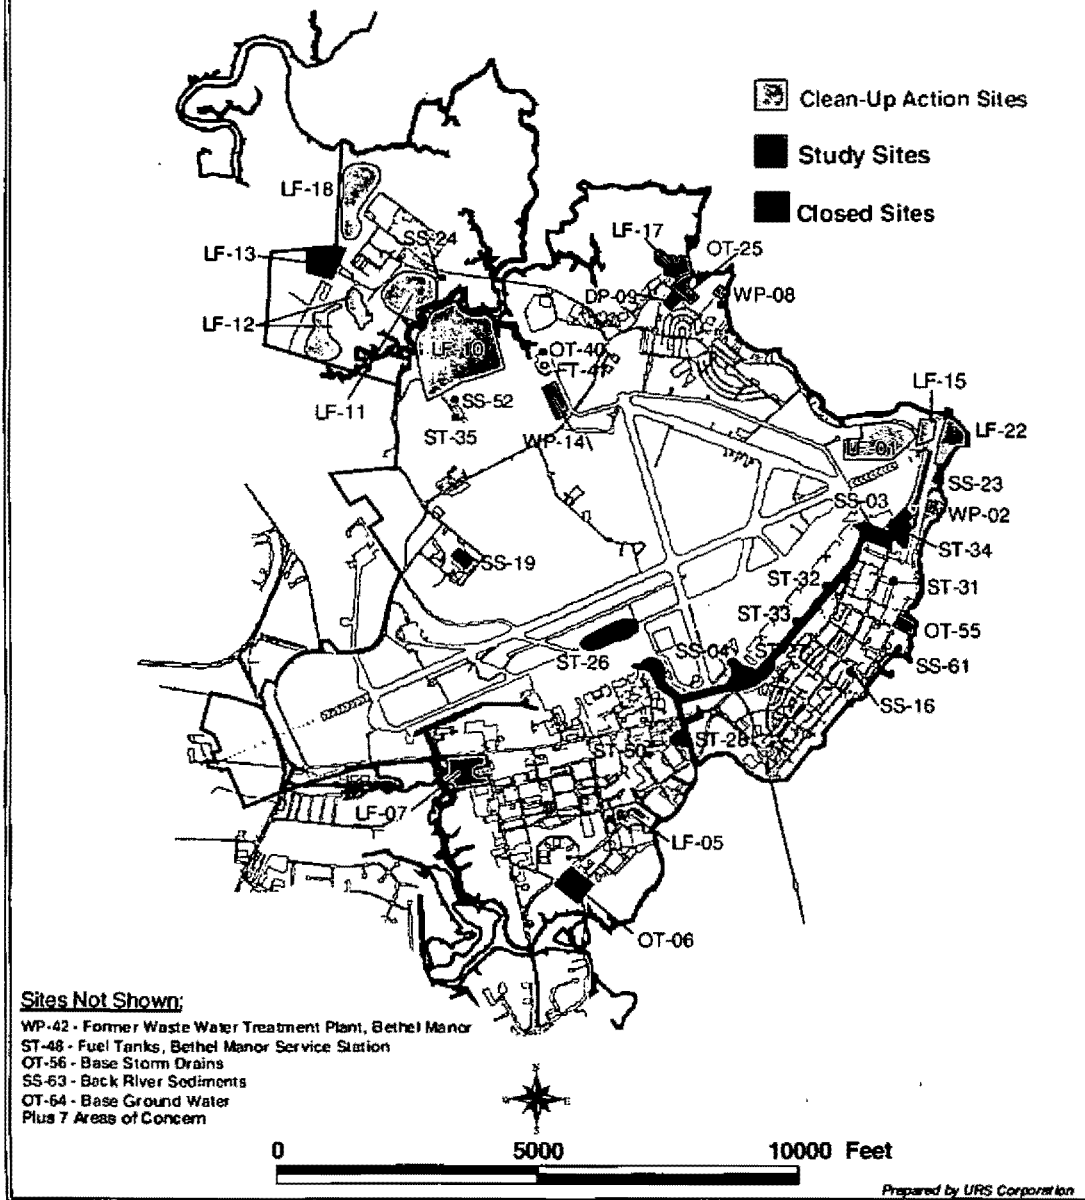 Clean-Up Action Sites
Study Sites
Closed Sites
LF-18
SS-24
LF-13
LF-17
OT-25
DP-09
WP-08
LF-12
LF-10
OT-40
FT-41
LF-11
SS-52
ST-35
WP-14
LF-15
LF-22
LF-01
SS-03
SS-23
WP-02
ST-34
SS-19
ST-32
ST-31
ST-33
OT-55
ST-26
SS-04
SS-61
SS-16
ST-50
ST-28
LF-07
LF-05
OT-06
Sites Not Shown:
WP-42 - Former Waste Water Treatment Plant, Bethel Manor
ST-48 - Fuel Tanks, Bethel Manor Service Station
OT-56 - Base Storm Drains
SS-63 - Back River Sediments
OT-64 - Base Ground Water
Plus 7 Areas of Concern
N
W
E
S
0 5000 10000 Feet
Prepared by URS Corporation